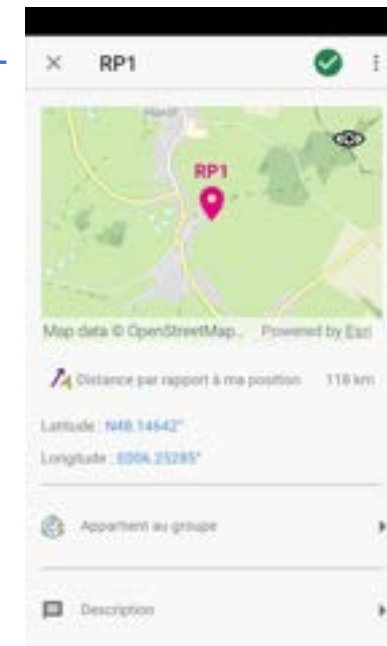 RP1
RP1
Map data © OpenStreetMap... Powered by Esri
Distance par rapport à ma position 118 km
Latitude : N48.14642°
Longitude : E006.25285°
Appartient au groupe
Description